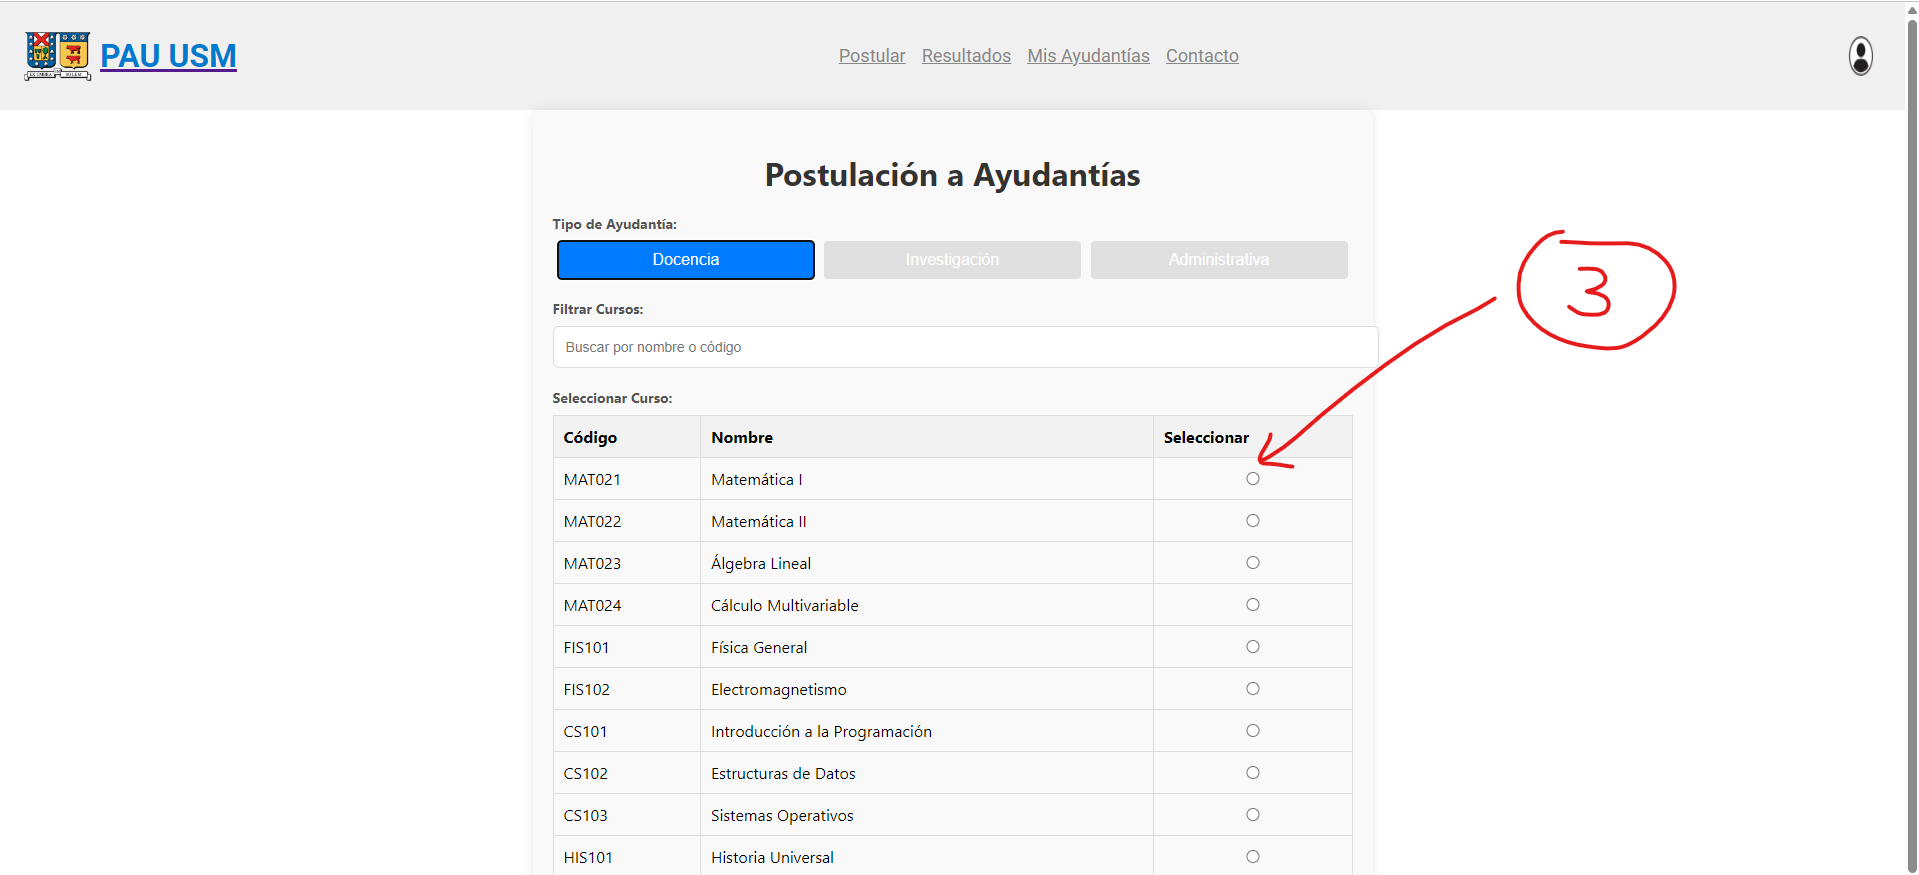 PAU USM
Postular Resultados Mis Ayudantías Contacto
Postulación a Ayudantías
Tipo de Ayudantía:
Docencia Investigación Administrativa
3
Filtrar Cursos:
Buscar por nombre o código
Seleccionar Curso:
Código Nombre Seleccionar
MAT021 Matemática I
MAT022 Matemática II
MAT023 Álgebra Lineal
MAT024 Cálculo Multivariable
FIS101 Física General
FIS102 Electromagnetismo
CS101 Introducción a la Programación
CS102 Estructuras de Datos
CS103 Sistemas Operativos
HIS101 Historia Universal